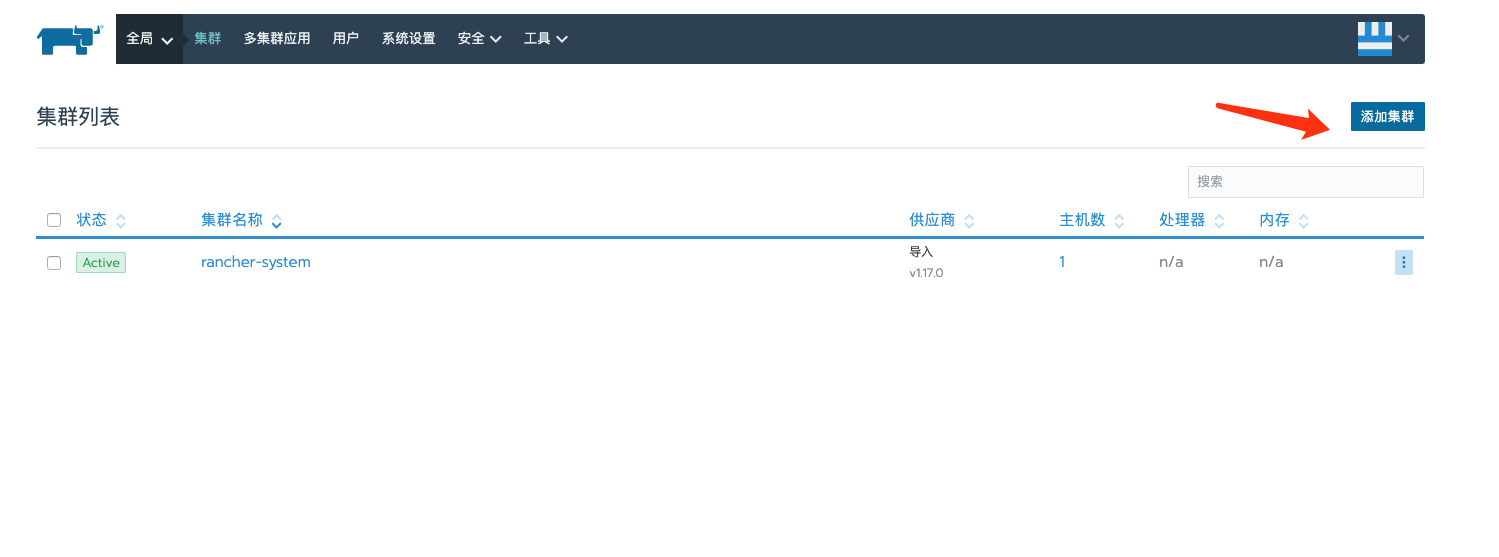 全局 集群 多集群应用 用户 系统设置 安全 工具
集群列表
添加集群
搜索
状态 集群名称 供应商 主机数 处理器 内存
Active rancher-system 导入 1 n/a n/a
v1.17.0